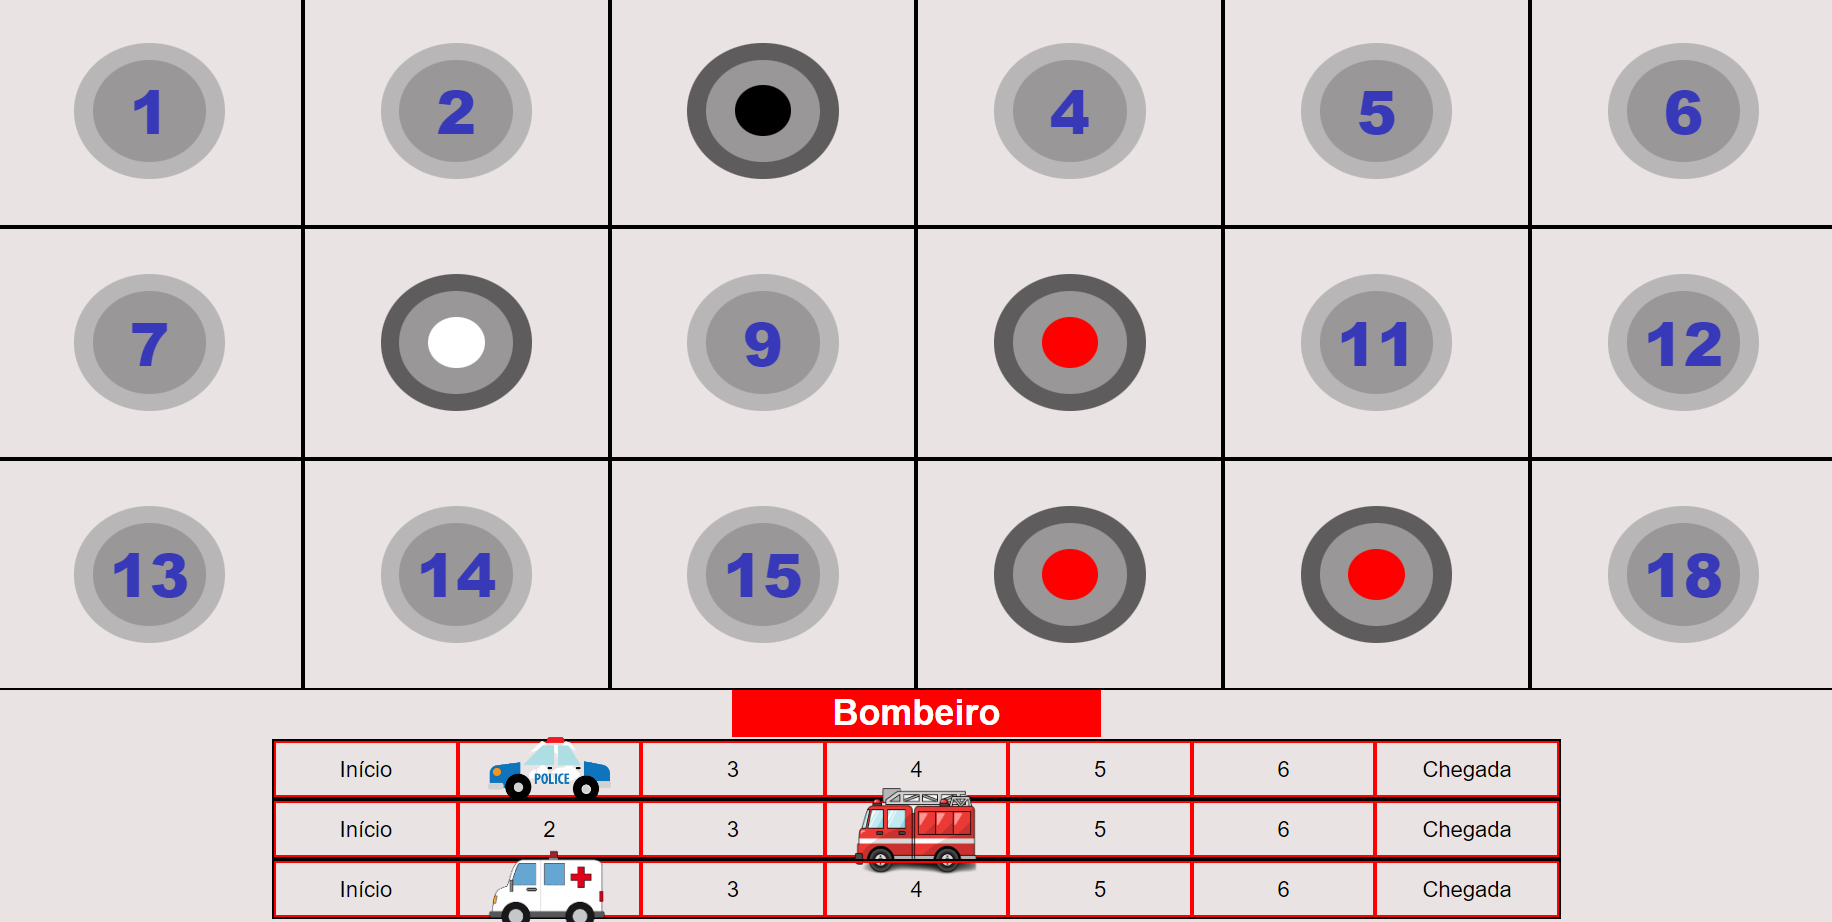 1 2 4 5 6
7 9 11 12
13 14 15 18
Bombeiro
Início POLICE 3 4 5 6 Chegada
Início 2 3 5 6 Chegada
Início 3 4 5 6 Chegada